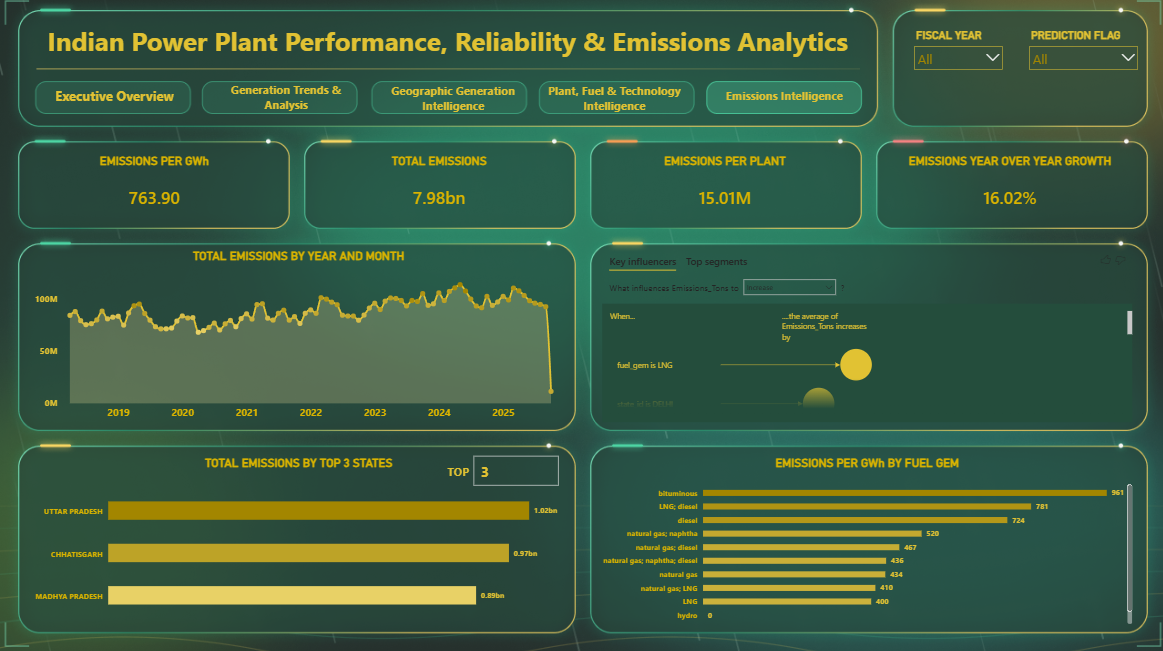 Indian Power Plant Performance, Reliability & Emissions Analytics
Executive Overview
Generation Trends &
Analysis
Geographic Generation
Intelligence
Plant, Fuel & Technology
Intelligence
Emissions Intelligence
FISCAL YEAR
All
PREDICTION FLAG
All
EMISSIONS PER GWh
763.90
TOTAL EMISSIONS
7.98bn
EMISSIONS PER PLANT
15.01M
EMISSIONS YEAR OVER YEAR GROWTH
16.02%
TOTAL EMISSIONS BY YEAR AND MONTH
100M
50M
0M
2019 2020 2021 2022 2023 2024 2025
Key influencers Top segments
What influences Emissions_Tons to Increase ?
When...
....the average of
Emissions_Tons increases
by
fuel_gem is LNG
state_id is DELHI
TOTAL EMISSIONS BY TOP 3 STATES
TOP 3
UTTAR PRADESH 1.02bn
CHHATISGARH 0.97bn
MADHYA PRADESH 0.89bn
EMISSIONS PER GWh BY FUEL GEM
bituminous 961
LNG; diesel 781
diesel 724
natural gas; naphtha 520
natural gas; diesel 467
natural gas; naphtha; diesel 436
natural gas 434
natural gas; LNG 410
LNG 400
hydro 0